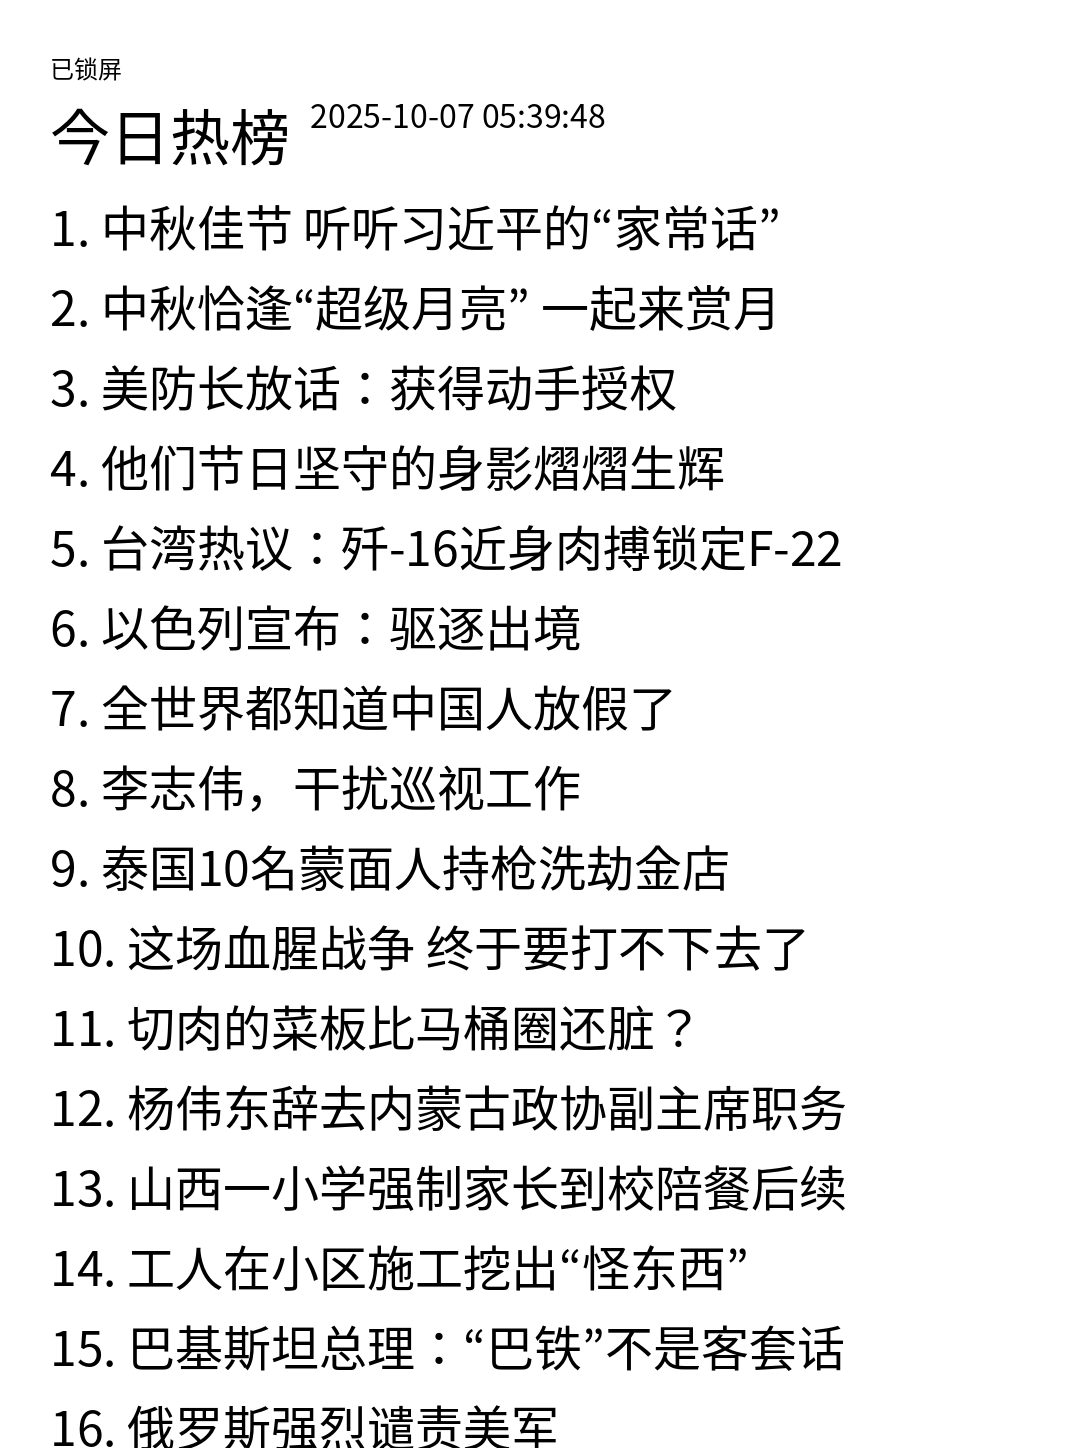 已锁屏
今日热榜 2025-10-07 05:39:48
1. 中秋佳节 听听习近平的“家常话”
2. 中秋恰逢“超级月亮” 一起来赏月
3. 美防长放话：获得动手授权
4. 他们节日坚守的身影熠熠生辉
5. 台湾热议：歼-16近身肉搏锁定F-22
6. 以色列宣布：驱逐出境
7. 全世界都知道中国人放假了
8. 李志伟，干扰巡视工作
9. 泰国10名蒙面人持枪洗劫金店
10. 这场血腥战争 终于要打不下去了
11. 切肉的菜板比马桶圈还脏？
12. 杨伟东辞去内蒙古政协副主席职务
13. 山西一小学强制家长到校陪餐后续
14. 工人在小区施工挖出“怪东西”
15. 巴基斯坦总理：“巴铁”不是客套话
16. 俄罗斯强烈谴责美军